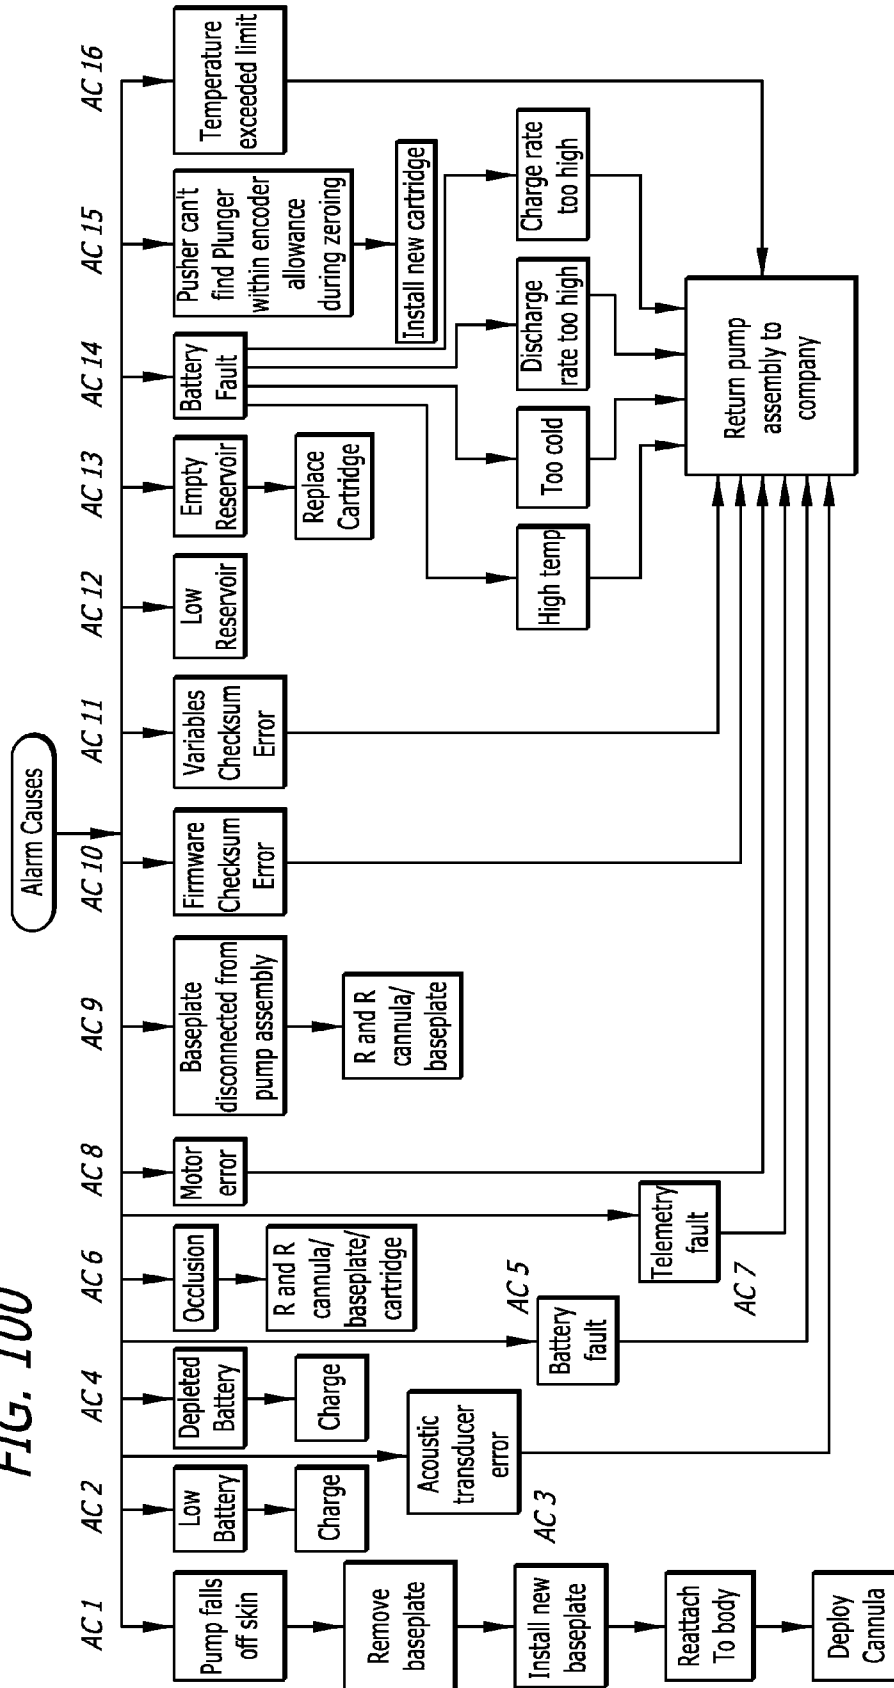 FIG. 100
Alarm Causes
AC 1
AC 2
AC 4
AC 6
AC 8
AC 9
AC 10
AC 11
AC 12
AC 13
AC 14
AC 15
AC 16
Pump falls
off skin
Remove
baseplate
Install new
baseplate
Reattach
To body
Deploy
Cannula
Low
Battery
Charge
Acoustic
transducer
error
AC 3
Depleted
Battery
Charge
Battery
fault
AC 5
Occlusion
R and R
cannula/
baseplate/
cartridge
Telemetry
fault
AC 7
Motor
error
Baseplate
disconnected from
pump assembly
R and R
cannula/
baseplate
Firmware
Checksum
Error
Variables
Checksum
Error
Low
Reservoir
Empty
Reservoir
Replace
Cartridge
Battery
Fault
High temp
Too cold
Discharge
rate too high
Charge rate
too high
Pusher can't
find Plunger
within encoder
allowance
during zeroing
Install new cartridge
Temperature
exceeded limit
Return pump
assembly to
company